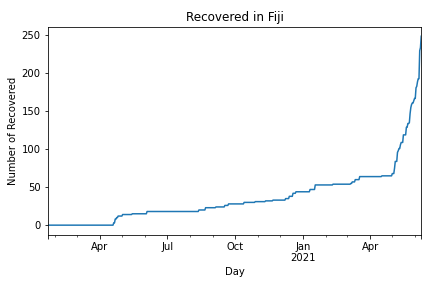 Recovered in Fiji
250
200
150
100
50
0
Number of Recovered
Apr
Jul
Oct
Jan
2021
Apr
Day